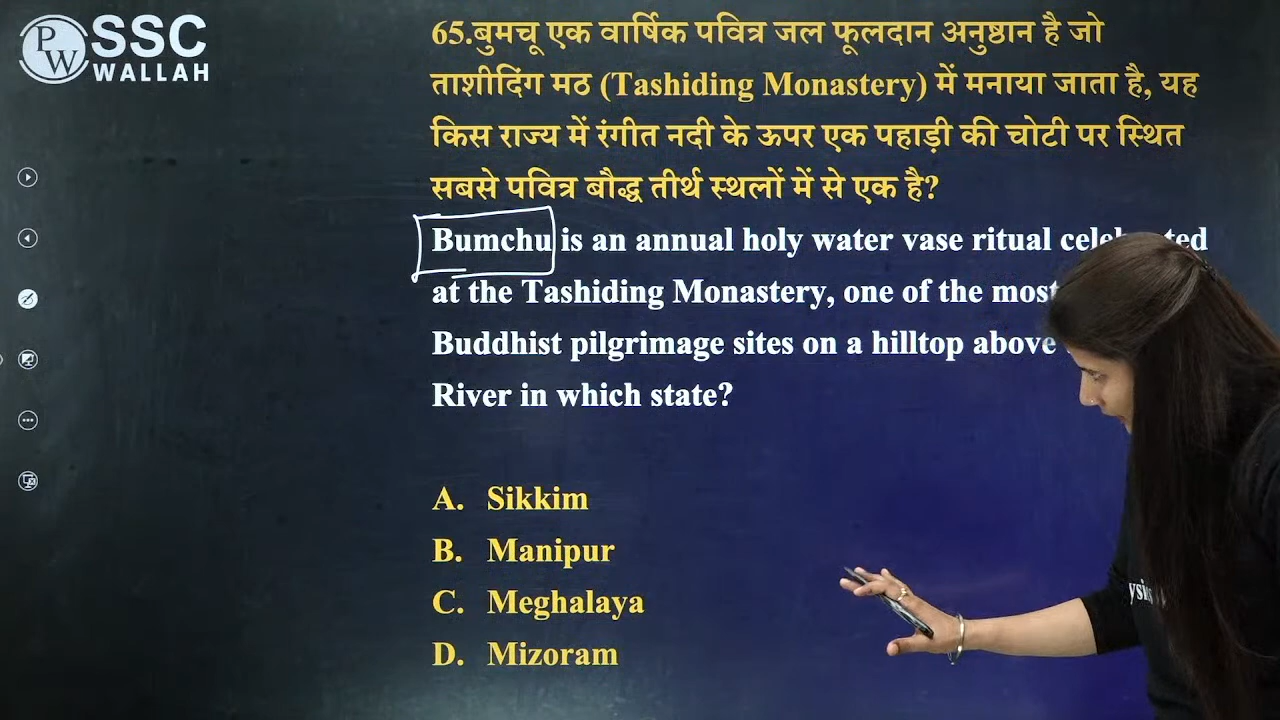 PW SSC
WALLAH
65.बुमचू एक वार्षिक पवित्र जल फूलदान अनुष्ठान है जो
ताशीदिंग मठ (Tashiding Monastery) में मनाया जाता है, यह
किस राज्य में रंगीत नदी के ऊपर एक पहाड़ी की चोटी पर स्थित
सबसे पवित्र बौद्ध तीर्थ स्थलों में से एक है?
Bumchu is an annual holy water vase ritual
at the Tashiding Monastery, one of the most
Buddhist pilgrimage sites on a hilltop above
River in which state?
A. Sikkim
B. Manipur
C. Meghalaya
D. Mizoram